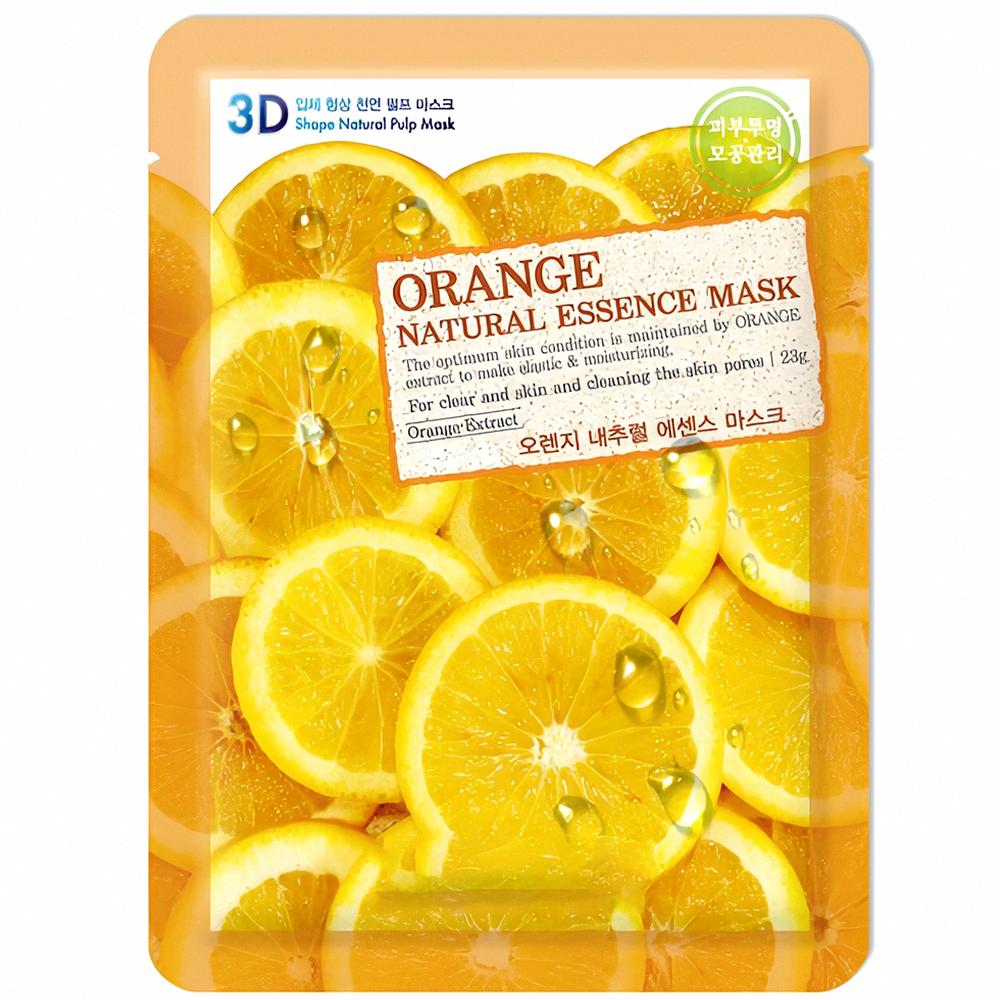 3D 입체 형상 천연 펄프 마스크
Shape Natural Pulp Mask
피부투명
모공관리
ORANGE
NATURAL ESSENCE MASK
The optimum skin condition is maintained by ORANGE
extract to make elastic & moisturizing.
For clear and skin and cleaning the skin pores | 23g
Orange Extract
오렌지 내추럴 에센스 마스크